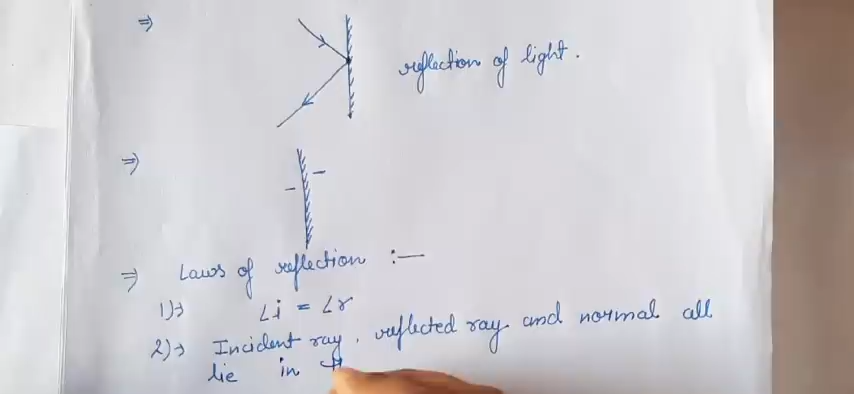 ⇒ reflection of light.
⇒
⇒ Laws of reflection :—
1)→ ∠i = ∠r
2)→ Incident ray, reflected ray and normal all
lie in